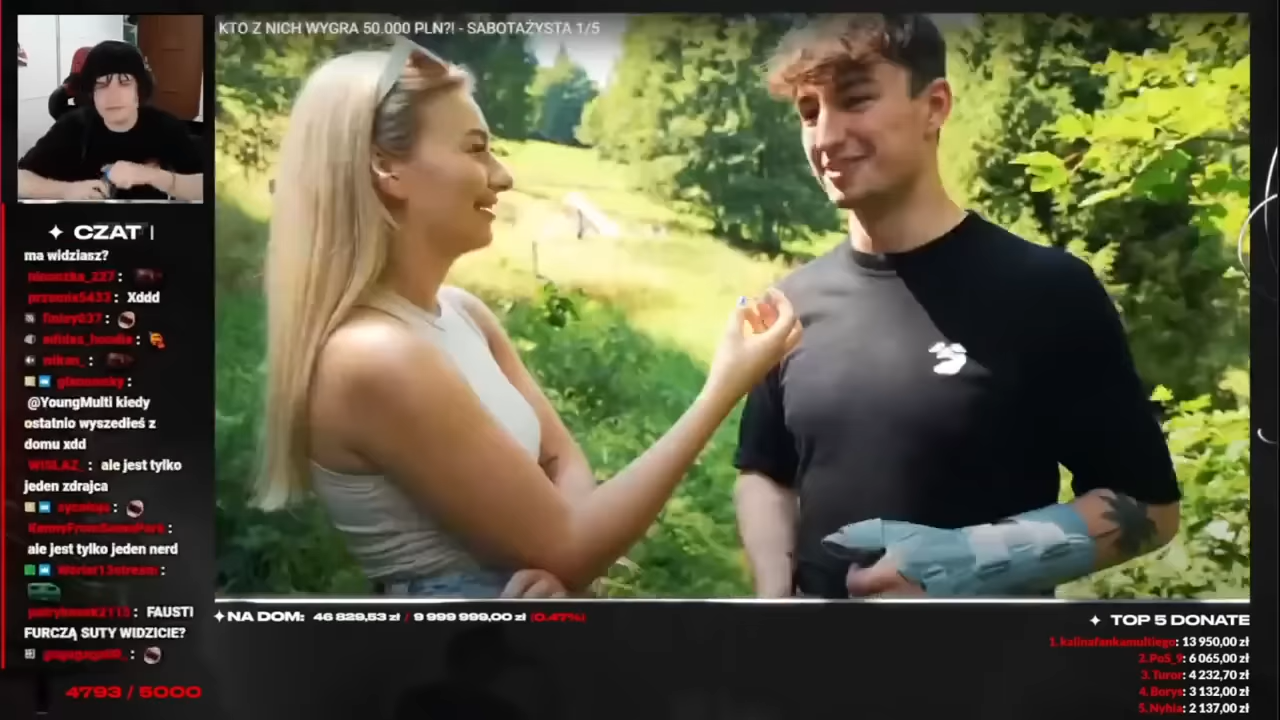 KTO Z NICH WYGRA 50.000 PLN?! - SABOTAŻYSTA 1/5
CZAT
ma widziasz?
: Xddd
@YoungMulti kiedy
ostatnio wyszedłeś z
domu xdd
: ale jest tylko
jeden zdrajca
:
ale jest tylko jeden nerd
: FAUSTI
FURCZĄ SUTY WIDZICIE?
4793 / 5000
NA DOM: 46 829,53 zł / 9 999 999,00 zł (0.47%)
TOP 5 DONATE
1. kalinafankamultiego: 13 950,00 zł
2. PoS_9: 6 065,00 zł
3. Turor: 4 232,70 zł
4. Borys: 3 132,00 zł
5. Nyhia: 2 137,00 zł